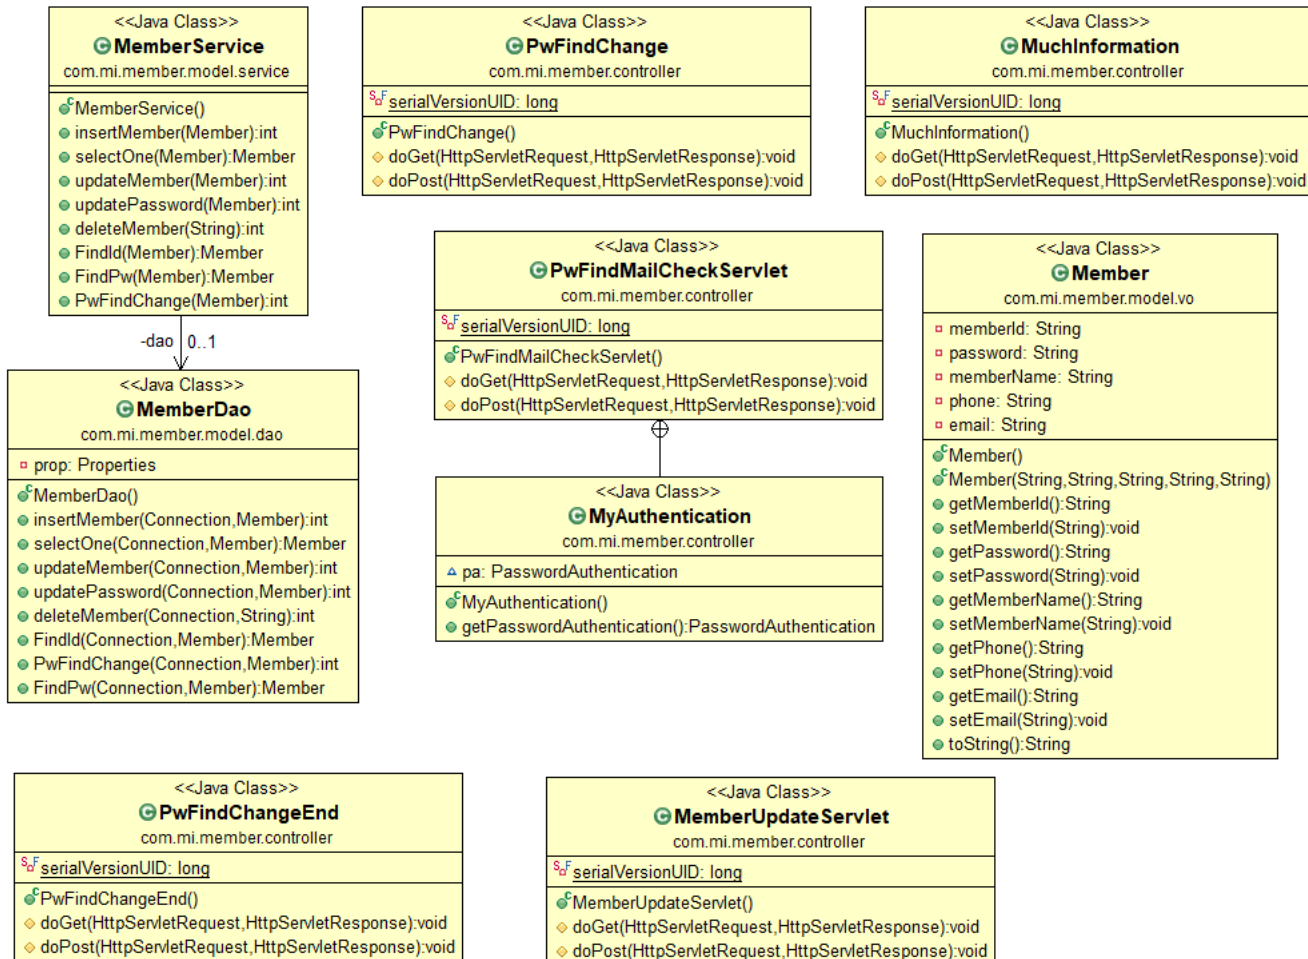 <<Java Class>>
MemberService
com.mi.member.model.service
MemberService()
insertMember(Member):int
selectOne(Member):Member
updateMember(Member):int
updatePassword(Member):int
deleteMember(String):int
FindId(Member):Member
FindPw(Member):Member
PwFindChange(Member):int
-dao 0..1
<<Java Class>>
MemberDao
com.mi.member.model.dao
prop: Properties
MemberDao()
insertMember(Connection,Member):int
selectOne(Connection,Member):Member
updateMember(Connection,Member):int
updatePassword(Connection,Member):int
deleteMember(Connection,String):int
FindId(Connection,Member):Member
PwFindChange(Connection,Member):int
FindPw(Connection,Member):Member
<<Java Class>>
PwFindChange
com.mi.member.controller
serialVersionUID: long
PwFindChange()
doGet(HttpServletRequest,HttpServletResponse):void
doPost(HttpServletRequest,HttpServletResponse):void
<<Java Class>>
MuchInformation
com.mi.member.controller
serialVersionUID: long
MuchInformation()
doGet(HttpServletRequest,HttpServletResponse):void
doPost(HttpServletRequest,HttpServletResponse):void
<<Java Class>>
PwFindMailCheckServlet
com.mi.member.controller
serialVersionUID: long
PwFindMailCheckServlet()
doGet(HttpServletRequest,HttpServletResponse):void
doPost(HttpServletRequest,HttpServletResponse):void
<<Java Class>>
MyAuthentication
com.mi.member.controller
pa: PasswordAuthentication
MyAuthentication()
getPasswordAuthentication():PasswordAuthentication
<<Java Class>>
Member
com.mi.member.model.vo
memberId: String
password: String
memberName: String
phone: String
email: String
Member()
Member(String,String,String,String,String)
getMemberId():String
setMemberId(String):void
getPassword():String
setPassword(String):void
getMemberName():String
setMemberName(String):void
getPhone():String
setPhone(String):void
getEmail():String
setEmail(String):void
toString():String
<<Java Class>>
PwFindChangeEnd
com.mi.member.controller
serialVersionUID: long
PwFindChangeEnd()
doGet(HttpServletRequest,HttpServletResponse):void
doPost(HttpServletRequest,HttpServletResponse):void
<<Java Class>>
MemberUpdateServlet
com.mi.member.controller
serialVersionUID: long
MemberUpdateServlet()
doGet(HttpServletRequest,HttpServletResponse):void
doPost(HttpServletRequest,HttpServletResponse):void